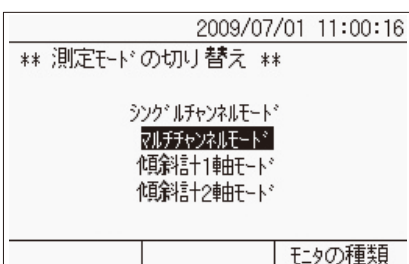 2009/07/01 11:00:16
** 測定ﾓｰﾄﾞの切り替え **
ｼﾝｸﾞﾙﾁｬﾝﾈﾙﾓｰﾄﾞ
ﾏﾙﾁﾁｬﾝﾈﾙﾓｰﾄﾞ
傾斜計1軸ﾓｰﾄﾞ
傾斜計2軸ﾓｰﾄﾞ
ﾓﾆﾀの種類